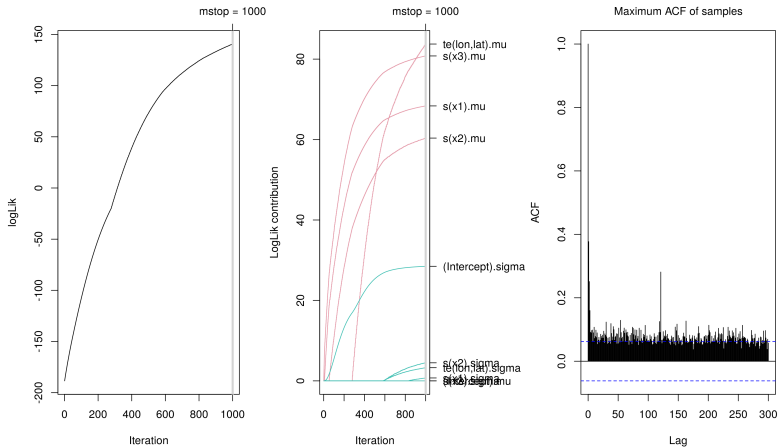 mstop = 1000
logLik
-200
-150
-100
-50
0
50
100
150
0
200
400
600
800
1000
Iteration
mstop = 1000
LogLik contribution
0
20
40
60
80
0
200
400
800
Iteration
te(lon,lat).mu
s(x3).mu
s(x1).mu
s(x2).mu
(Intercept).sigma
s(x2).sigma
te(lon,lat).sigma
s(x1).sigma
Maximum ACF of samples
ACF
0.0
0.2
0.4
0.6
0.8
1.0
0
50
100
150
200
250
300
Lag